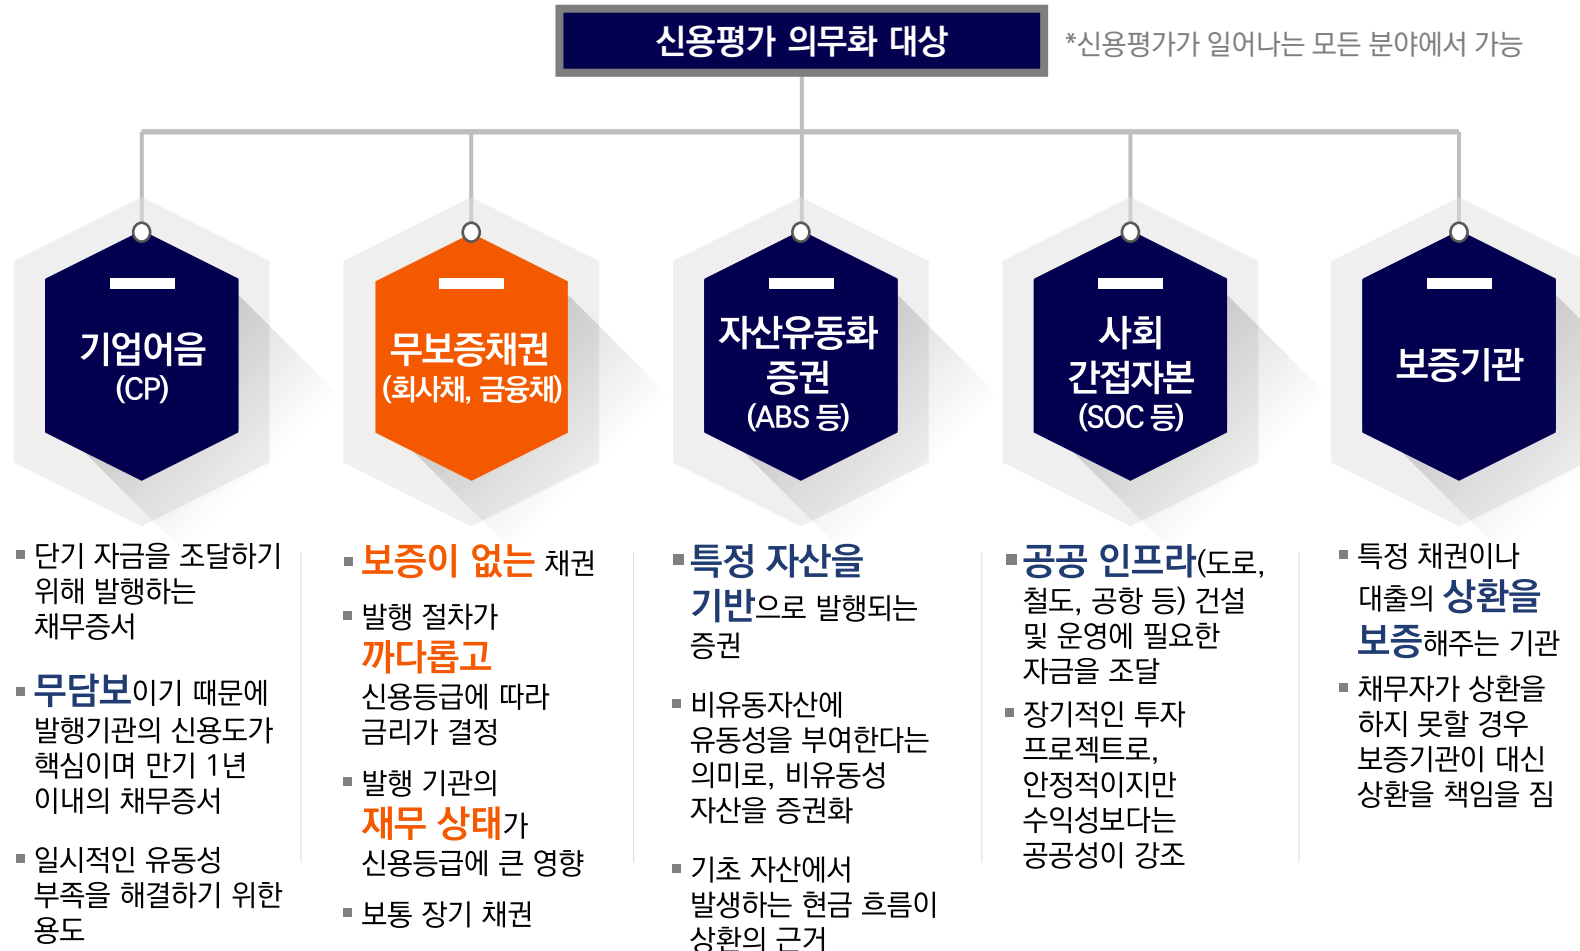 신용평가 의무화 대상
*신용평가가 일어나는 모든 분야에서 가능
기업어음
(CP)
무보증채권
(회사채, 금융채)
자산유동화
증권
(ABS 등)
사회
간접자본
(SOC 등)
보증기관
▪ 단기 자금을 조달하기
위해 발행하는
채무증서
▪ 무담보이기 때문에
발행기관의 신용도가
핵심이며 만기 1년
이내의 채무증서
▪ 일시적인 유동성
부족을 해결하기 위한
용도
▪ 보증이 없는 채권
▪ 발행 절차가
까다롭고
신용등급에 따라
금리가 결정
▪ 발행 기관의
재무 상태가
신용등급에 큰 영향
▪ 보통 장기 채권
▪ 특정 자산을
기반으로 발행되는
증권
▪ 비유동자산에
유동성을 부여한다는
의미로, 비유동성
자산을 증권화
▪ 기초 자산에서
발생하는 현금 흐름이
상환의 근거
▪ 공공 인프라(도로,
철도, 공항 등) 건설
및 운영에 필요한
자금을 조달
▪ 장기적인 투자
프로젝트로,
안정적이지만
수익성보다는
공공성이 강조
▪ 특정 채권이나
대출의 상환을
보증해주는 기관
▪ 채무자가 상환을
하지 못할 경우
보증기관이 대신
상환을 책임을 짐